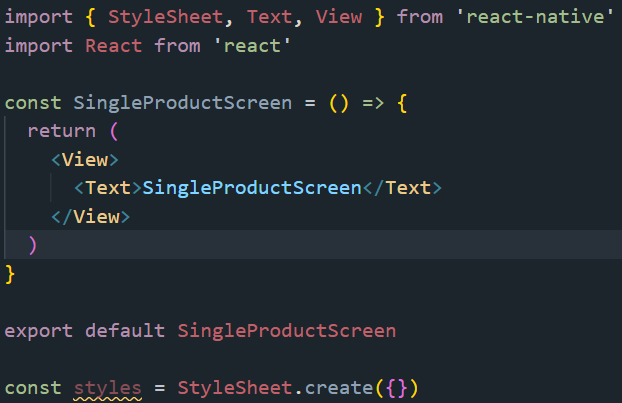 import { StyleSheet, Text, View } from 'react-native'
import React from 'react'
const SingleProductScreen = () => {
return (
<View>
<Text>SingleProductScreen</Text>
</View>
)
}
export default SingleProductScreen
const styles = StyleSheet.create({})